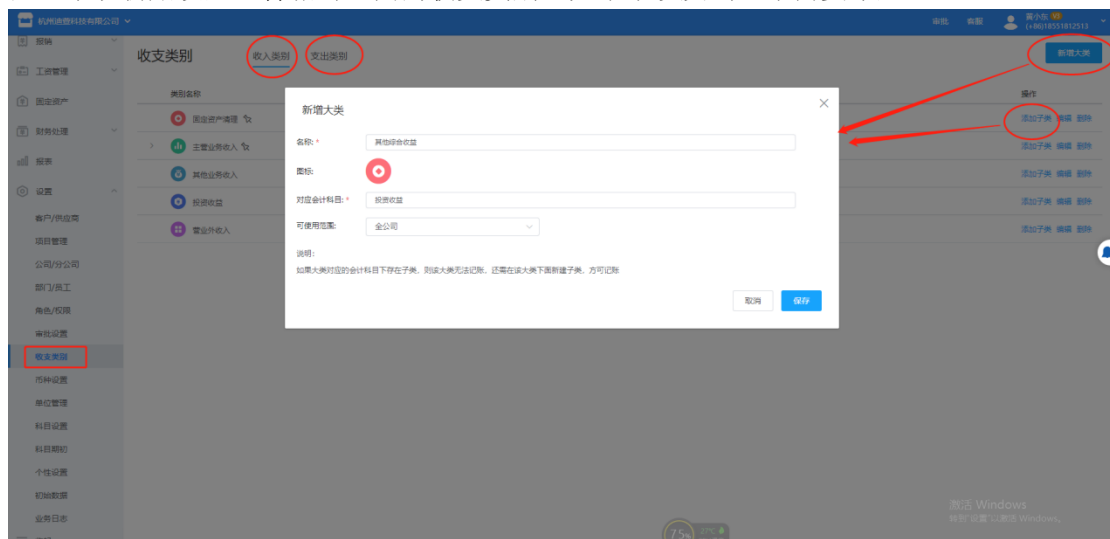 杭州迪登科技有限公司
审批 客服 (+86)18551812513
报销
工资管理
固定资产
财务处理
报表
设置
客户/供应商
项目管理
公司/分公司
部门/员工
角色/权限
审批设置
收支类别
币种设置
单位管理
科目设置
科目期初
个性设置
初始数据
业务日志
收支类别 收入类别 支出类别 新增大类
类别名称 操作
固定资产清理 添加子类 编辑 删除
主营业务收入 添加子类 编辑 删除
其他业务收入 添加子类 编辑 删除
投资收益 添加子类 编辑 删除
营业外收入 添加子类 编辑 删除
新增大类
名称: * 其他综合收益
图标:
对应会计科目: * 投资收益
可使用范围: 全公司
说明:
如果大类对应的会计科目下存在子类，则该大类无法记账，还需在该大类下面新建子类，方可记账
取消 保存
激活 Windows
转到"设置"以激活 Windows。
75% 37°C